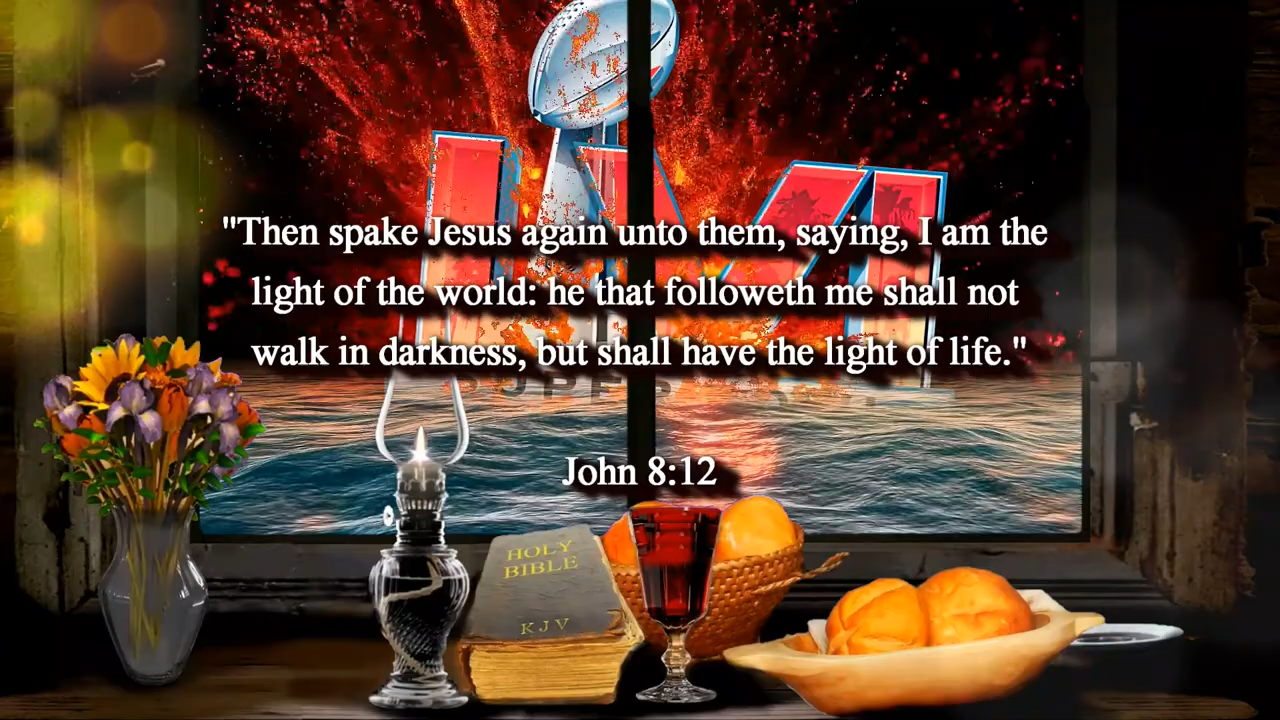 "Then spake Jesus again unto them, saying, I am the
light of the world: he that followeth me shall not
walk in darkness, but shall have the light of life."
John 8:12
HOLY
BIBLE
KJV